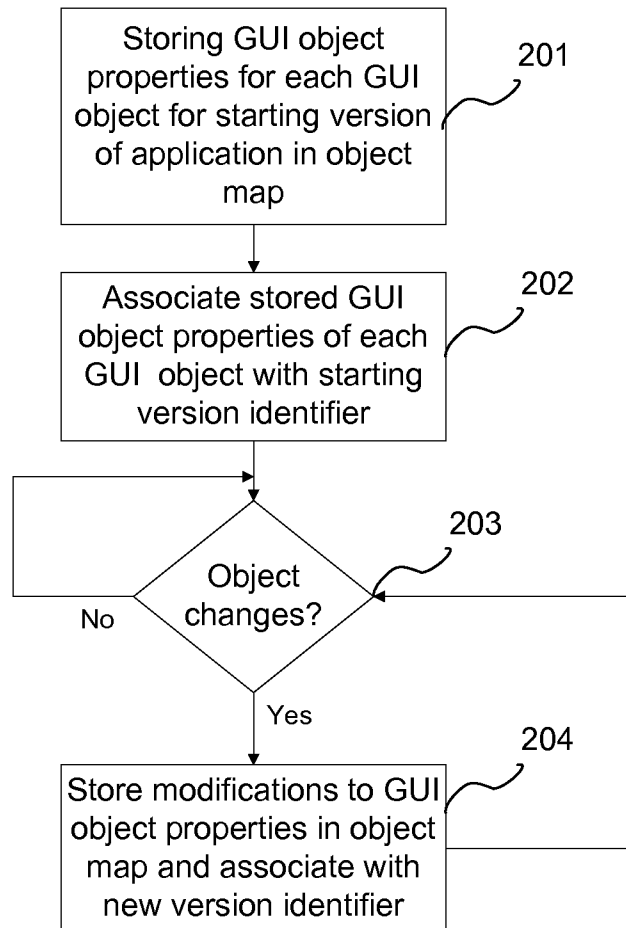 Storing GUI object
properties for each GUI
object for starting version
of application in object
map
201
Associate stored GUI
object properties of each
GUI object with starting
version identifier
202
Object
changes?
203
No
Yes
Store modifications to GUI
object properties in object
map and associate with
new version identifier
204